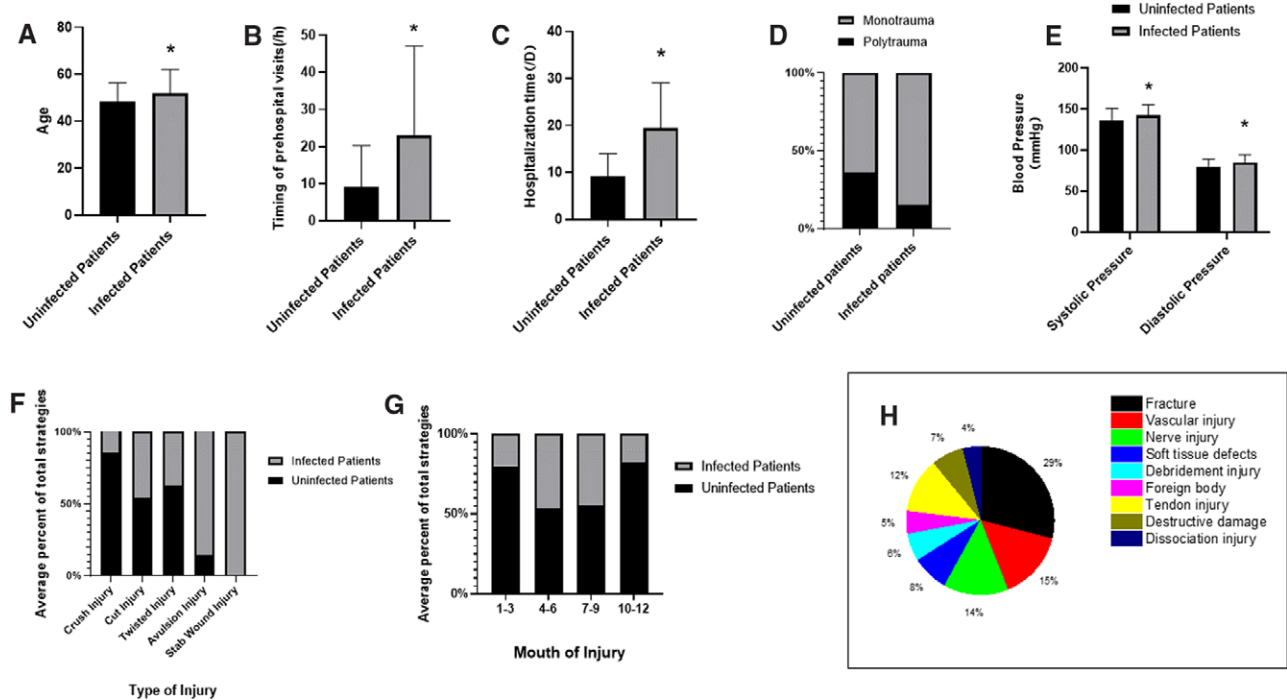 A
Age
80
60
40
20
0
*
Uninfected Patients
Infected Patients
B
Timing of prehospital visits(/h)
50
40
30
20
10
0
*
Uninfected Patients
Infected Patients
C
Hospitalization time(/D)
40
30
20
10
0
*
Uninfected Patients
Infected Patients
D
Monotrauma
Polytrauma
100%
50%
0%
Uninfected patients
Infected patients
E
Uninfected Patients
Infected Patients
Blood Pressure
(mmHg)
200
150
100
50
0
*
*
Systolic Pressure
Diastolic Pressure
F
Average percent of total strategies
100%
50%
0%
Infected Patients
Uninfected Patients
Crush Injury
Cut Injury
Twisted Injury
Avulsion Injury
Stab Wound Injury
Type of Injury
G
Average percent of total strategies
100%
50%
0%
Infected Patients
Uninfected Patients
1-3
4-6
7-9
10-12
Mouth of Injury
H
29%
15%
14%
8%
6%
5%
12%
7%
4%
Fracture
Vascular injury
Nerve injury
Soft tissue defects
Debridement injury
Foreign body
Tendon injury
Destructive damage
Dissociation injury